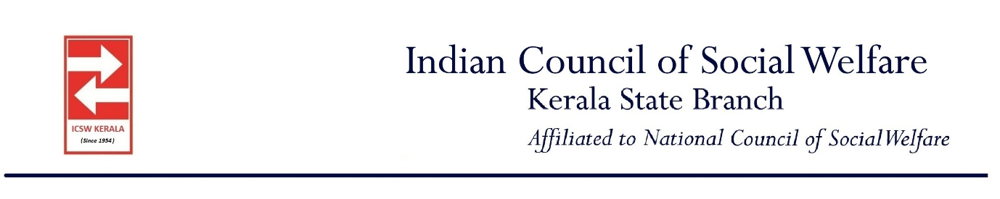 ICSW KERALA
(Since 1954)
Indian Council of Social Welfare
Kerala State Branch
Affiliated to National Council of Social Welfare